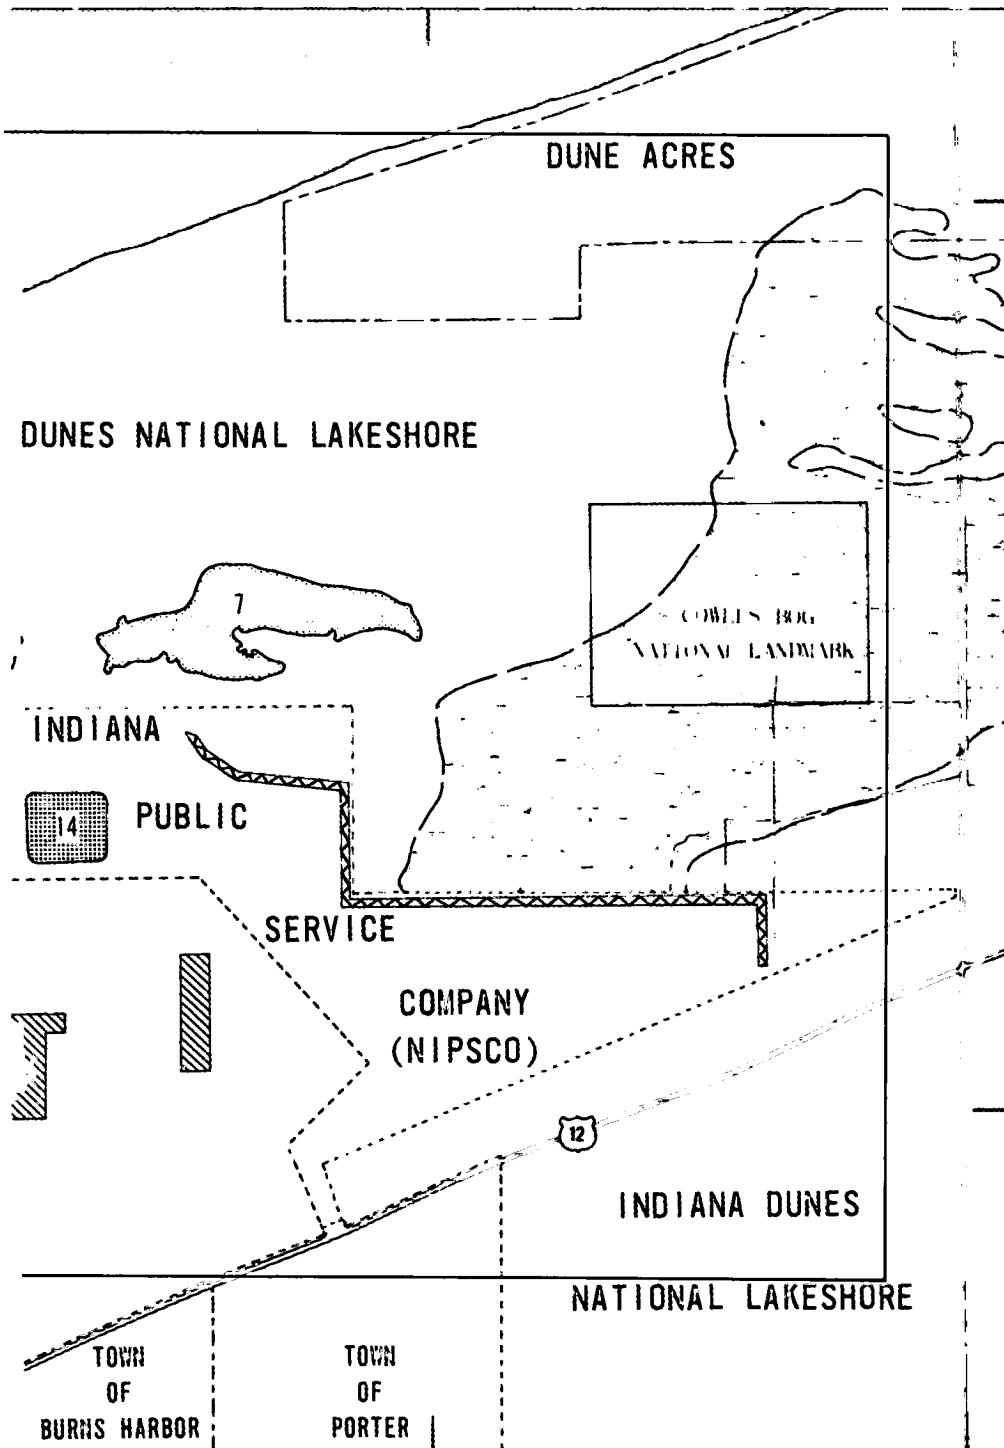 DUNE ACRES
DUNES NATIONAL LAKESHORE
7
COWLES BOG
NATIONAL LANDMARK
INDIANA
14
PUBLIC
SERVICE
COMPANY
(NIPSCO)
12
INDIANA DUNES
NATIONAL LAKESHORE
TOWN
OF
BURNS HARBOR
TOWN
OF
PORTER